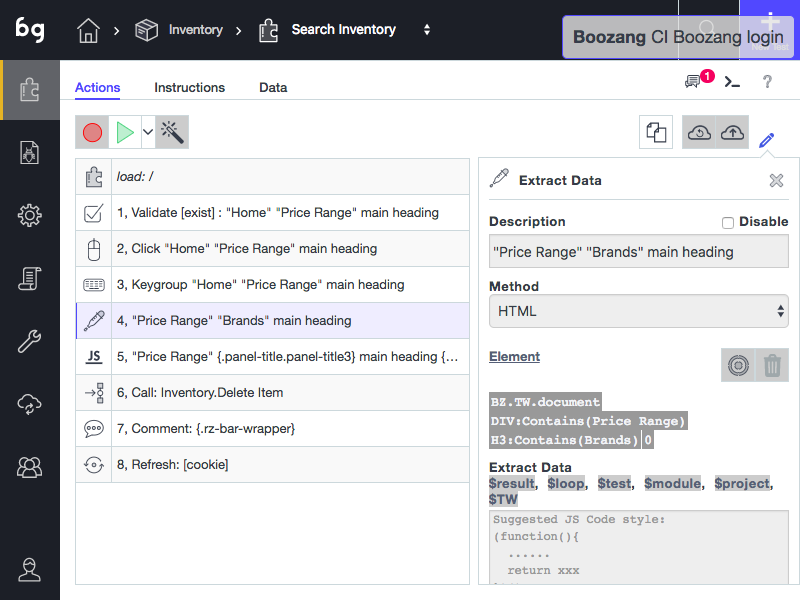 bg
Inventory
Search Inventory
Boozang CI Boozang login
Actions
Instructions
Data
1
?
load: /
1, Validate [exist] : "Home" "Price Range" main heading
2, Click "Home" "Price Range" main heading
3, Keygroup "Home" "Price Range" main heading
4, "Price Range" "Brands" main heading
JS
5, "Price Range" {.panel-title.panel-title3} main heading {...
6, Call: Inventory.Delete Item
7, Comment: {.rz-bar-wrapper}
8, Refresh: [cookie]
Extract Data
Description
Disable
"Price Range" "Brands" main heading
Method
HTML
Element
BZ.TW.document
DIV:Contains(Price Range)
H3:Contains(Brands) 0
Extract Data
$result, $loop, $test, $module, $project,
$TW
Suggested JS Code style:
(function(){
......
return xxx